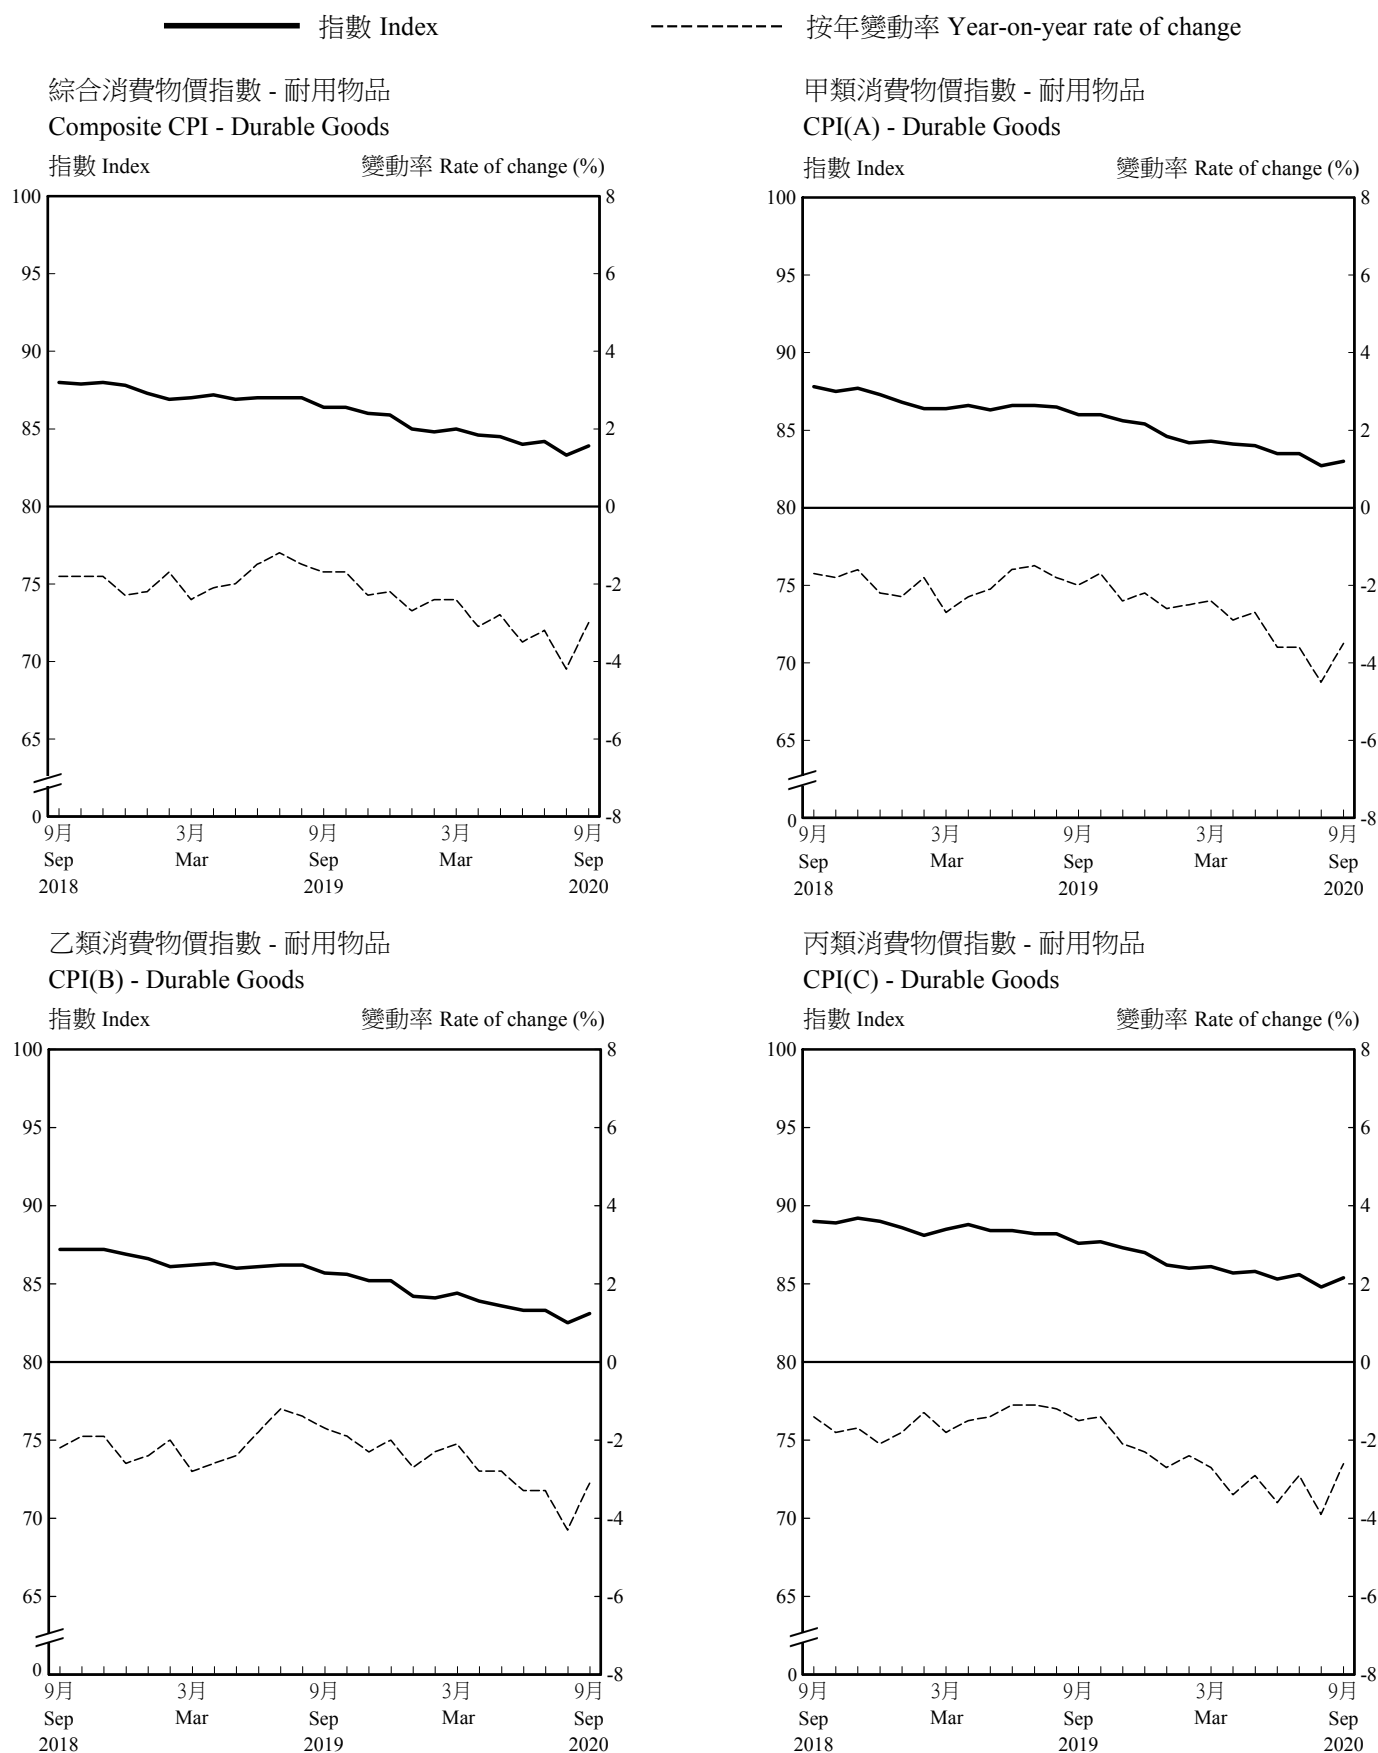 指數 Index 按年變動率 Year-on-year rate of change
綜合消費物價指數 - 耐用物品
Composite CPI - Durable Goods
指數 Index 變動率 Rate of change (%)
100 8
95 6
90 4
85 2
80 0
75 -2
70 -4
65 -6
0 -8
9月 3月 9月 3月 9月
Sep Mar Sep Mar Sep
2018 2019 2020
甲類消費物價指數 - 耐用物品
CPI(A) - Durable Goods
指數 Index 變動率 Rate of change (%)
100 8
95 6
90 4
85 2
80 0
75 -2
70 -4
65 -6
0 -8
9月 3月 9月 3月 9月
Sep Mar Sep Mar Sep
2018 2019 2020
乙類消費物價指數 - 耐用物品
CPI(B) - Durable Goods
指數 Index 變動率 Rate of change (%)
100 8
95 6
90 4
85 2
80 0
75 -2
70 -4
65 -6
0 -8
9月 3月 9月 3月 9月
Sep Mar Sep Mar Sep
2018 2019 2020
丙類消費物價指數 - 耐用物品
CPI(C) - Durable Goods
指數 Index 變動率 Rate of change (%)
100 8
95 6
90 4
85 2
80 0
75 -2
70 -4
65 -6
0 -8
9月 3月 9月 3月 9月
Sep Mar Sep Mar Sep
2018 2019 2020